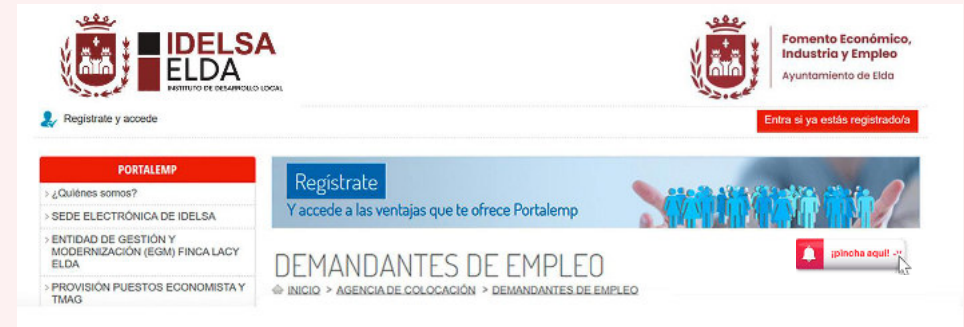 IDELSA
ELDA
INSTITUTO DE DESARROLLO LOCAL
Fomento Económico,
Industria y Empleo
Ayuntamiento de Elda
Registrate y accede
Entra si ya estás registrado/a
PORTALEMP
> ¿Quiénes somos?
> SEDE ELECTRÓNICA DE IDELSA
> ENTIDAD DE GESTIÓN Y
MODERNIZACIÓN (EGM) FINCA LACY
ELDA
> PROVISIÓN PUESTOS ECONOMISTA Y
TMAG
Regístrate
Y accede a las ventajas que te ofrece Portalemp
¡pincha aquí!
DEMANDANTES DE EMPLEO
INICIO > AGENCIA DE COLOCACIÓN > DEMANDANTES DE EMPLEO